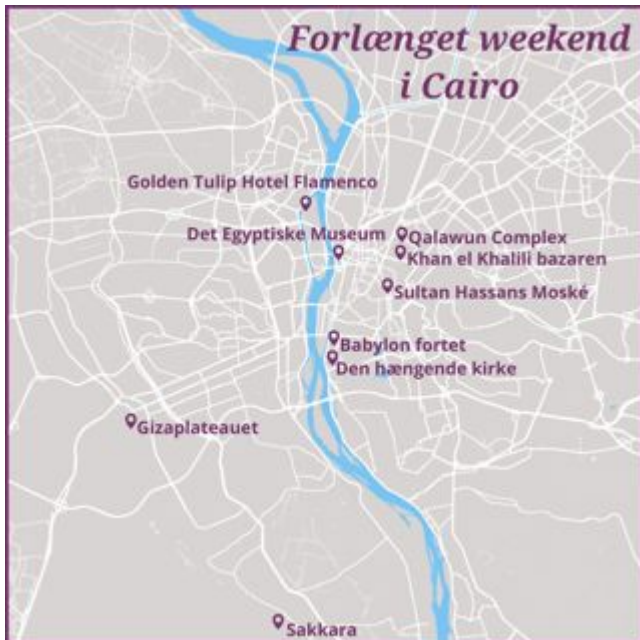 Forlænget weekend
i Cairo
Golden Tulip Hotel Flamenco
Det Egyptiske Museum
Qalawun Complex
Khan el Khalili bazaren
Sultan Hassans Moské
Babylon fortet
Den hængende kirke
Gizaplateauet
Sakkara